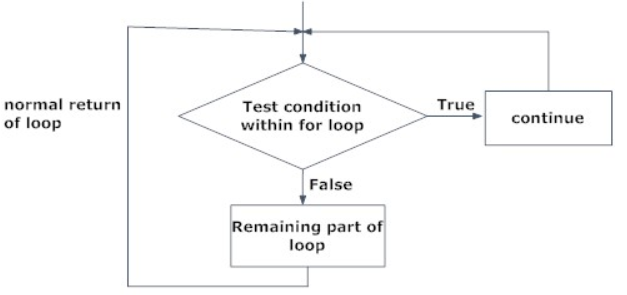 normal return
of loop
Test condition
within for loop
True
continue
False
Remaining part of
loop